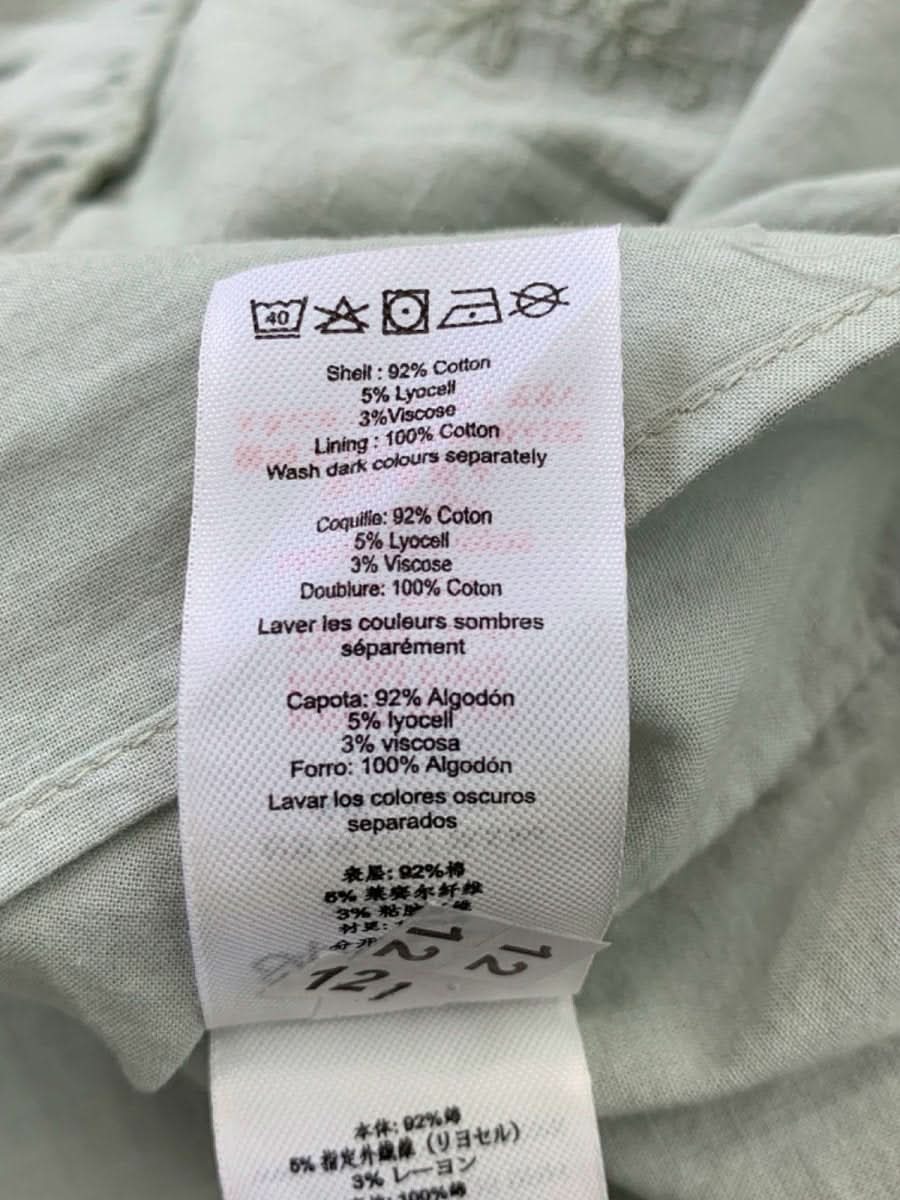 40
Shell : 92% Cotton
5% Lyocell
3%Viscose
Lining : 100% Cotton
Wash dark colours separately
Coquille: 92% Coton
5% Lyocell
3% Viscose
Doublure: 100% Coton
Laver les couleurs sombres
séparément
Capota: 92% Algodón
5% lyocell
3% viscosa
Forro: 100% Algodón
Lavar los colores oscuros
separados
表层: 92%棉
5% 莱赛尔纤维
3% 粘
12 12
121
本体: 92%綿
5% 指定外繊維 (リヨセル)
3% レーヨン
100%綿